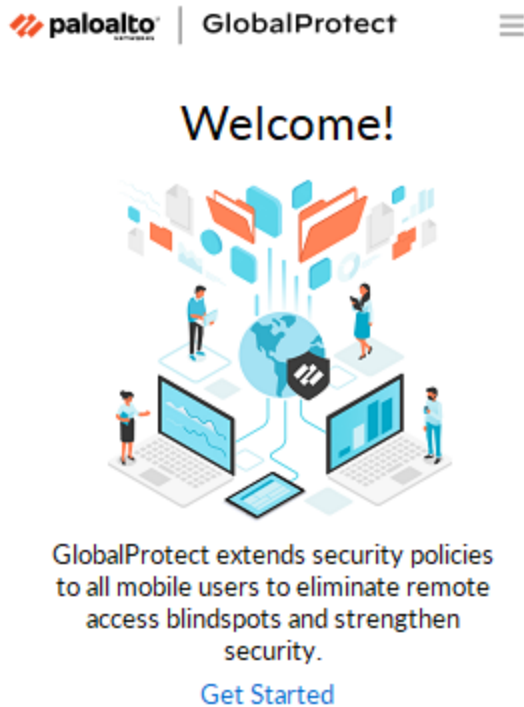 paloalto NETWORKS | GlobalProtect
Welcome!
GlobalProtect extends security policies
to all mobile users to eliminate remote
access blindspots and strengthen
security.
Get Started